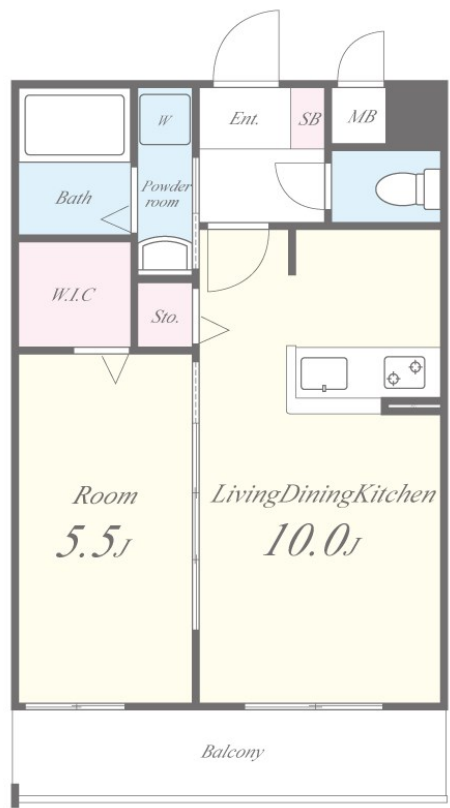 W
Ent.
SB
MB
Bath
Powder
room
W.I.C
Sto.
Room
5.5J
LivingDiningKitchen
10.0J
Balcony